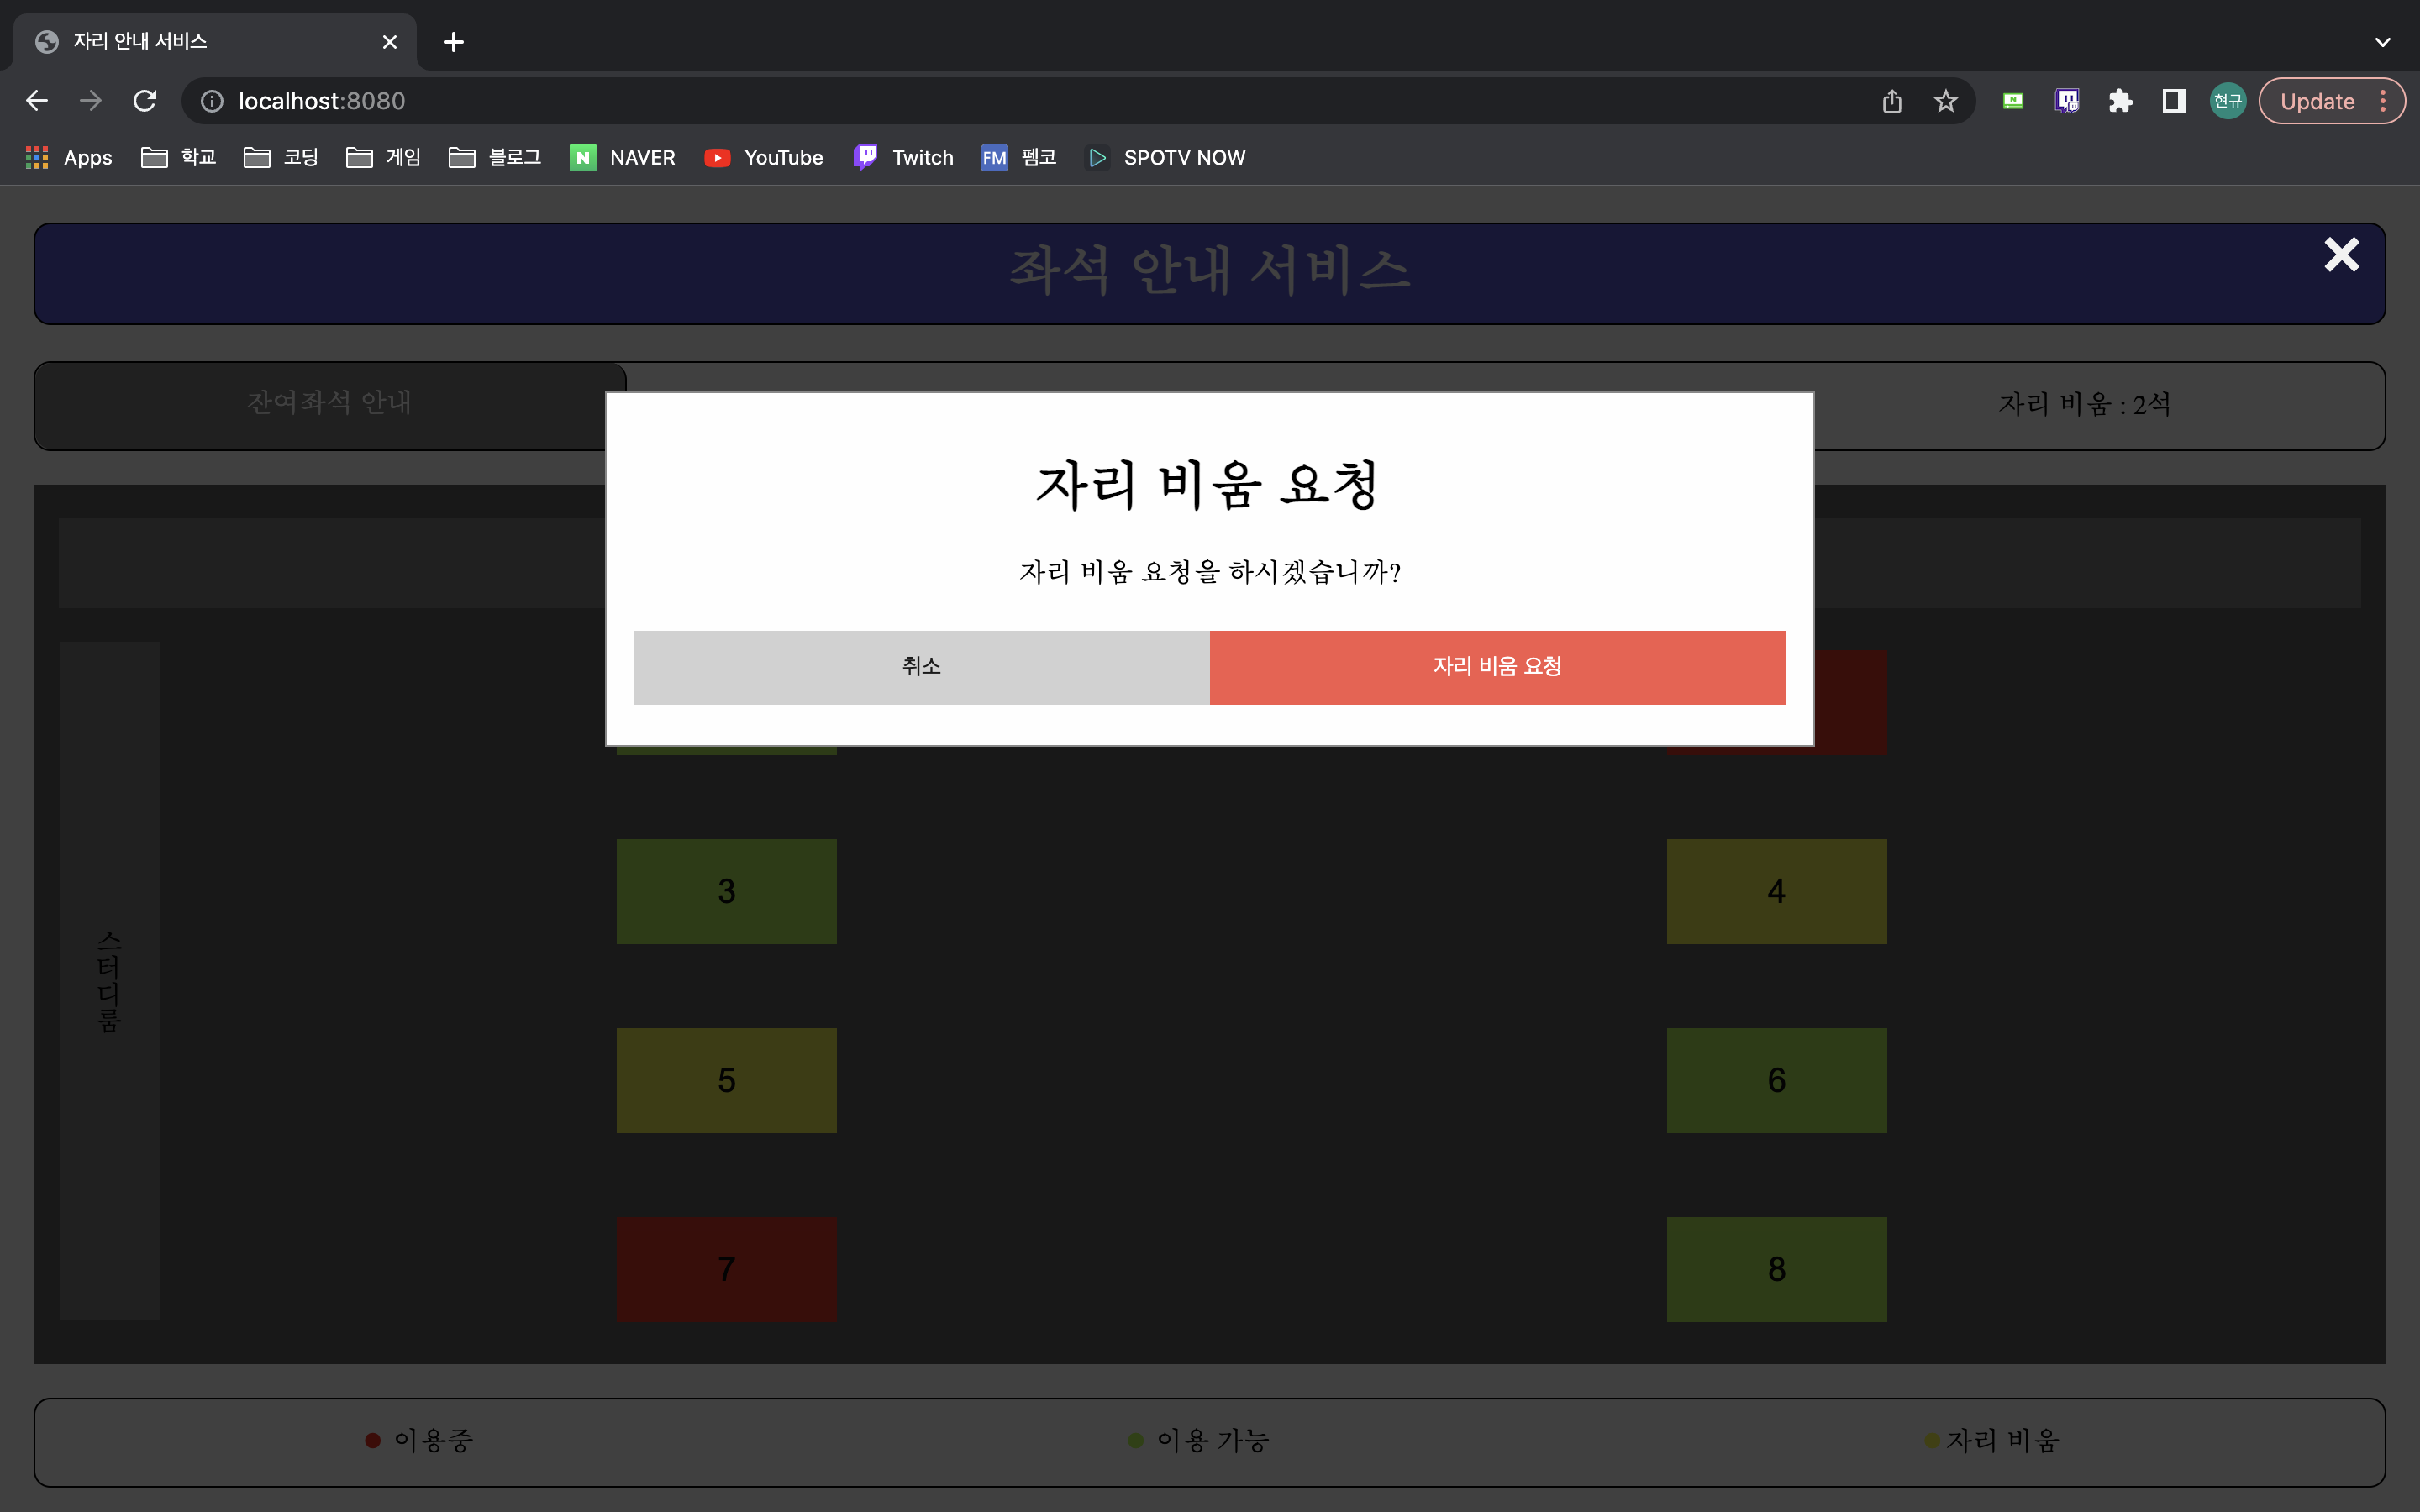 자리 안내 서비스
localhost:8080
현규
Update
Apps
학교
코딩
게임
블로그
N NAVER
YouTube
Twitch
FM 펨코
SPOTV NOW
좌석 안내 서비스
잔여좌석 안내
자리 비움 : 2석
자리 비움 요청
자리 비움 요청을 하시겠습니까?
취소
자리 비움 요청
스터디룸
3
4
5
6
7
8
이용중
이용 가능
자리 비움